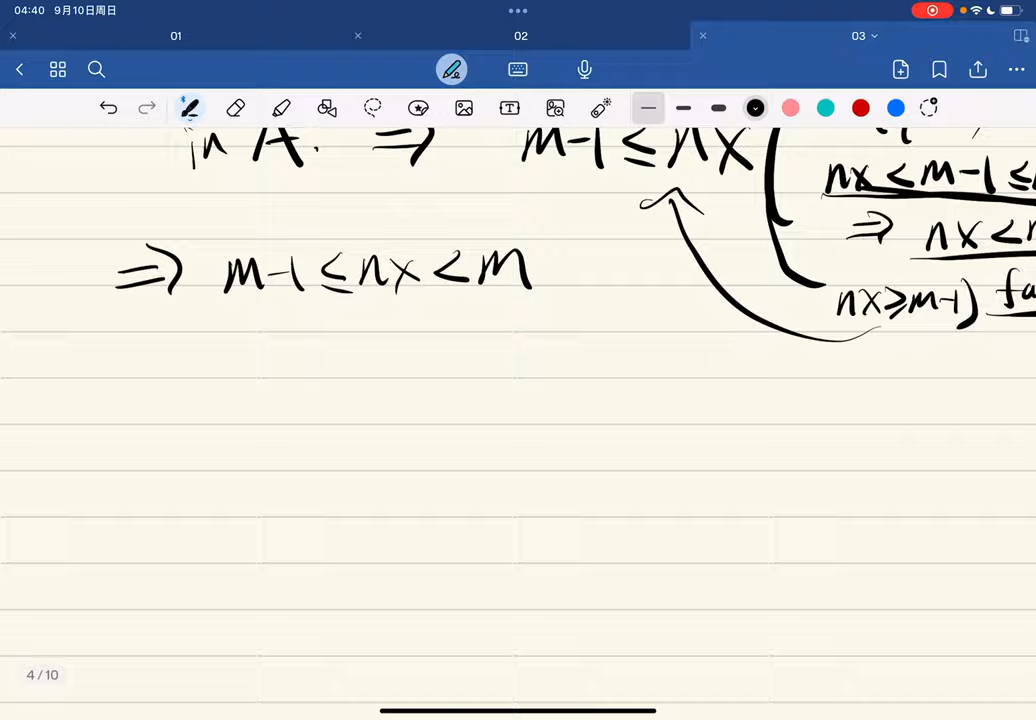 04:40 9月10日周日
01 02 03
T
in A. ⇒ m-1 ≤ nx
nx < m-1 ≤
⇒ nx <
⇒ m-1 ≤ nx < m
nx ≥ m-1)
4 / 10